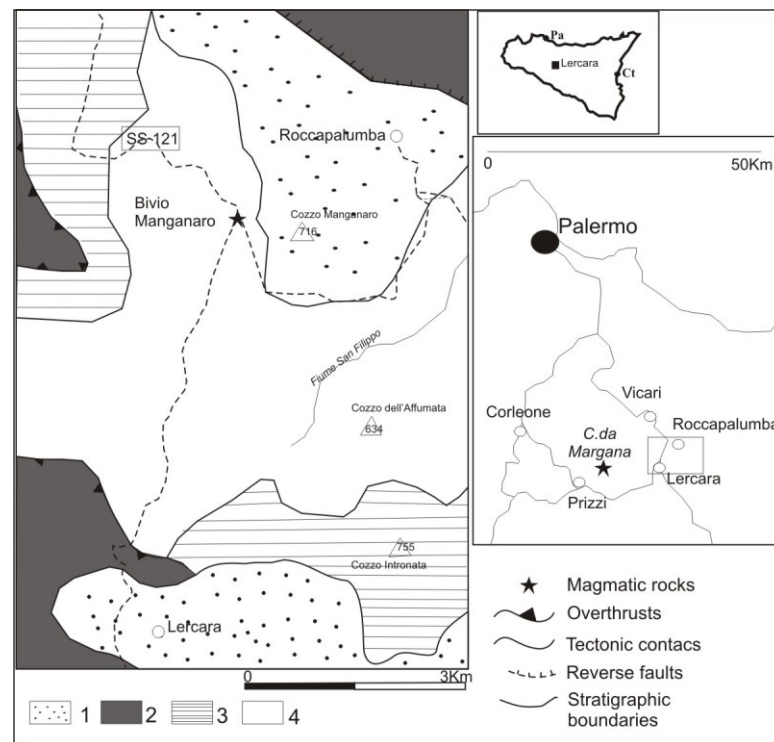 SS-121
Roccapalumba
Bivio
Manganaro
Cozzo Manganaro
716
Fiume San Filippo
Cozzo dell'Affumata
634
755
Cozzo Intronata
Lercara
0 3Km
1 2 3 4
Pa
Lercara
Ct
0 50Km
Palermo
Vicari
Corleone
Roccapalumba
C.da
Margana
Lercara
Prizzi
Magmatic rocks
Overthrusts
Tectonic contacs
Reverse faults
Stratigraphic
boundaries